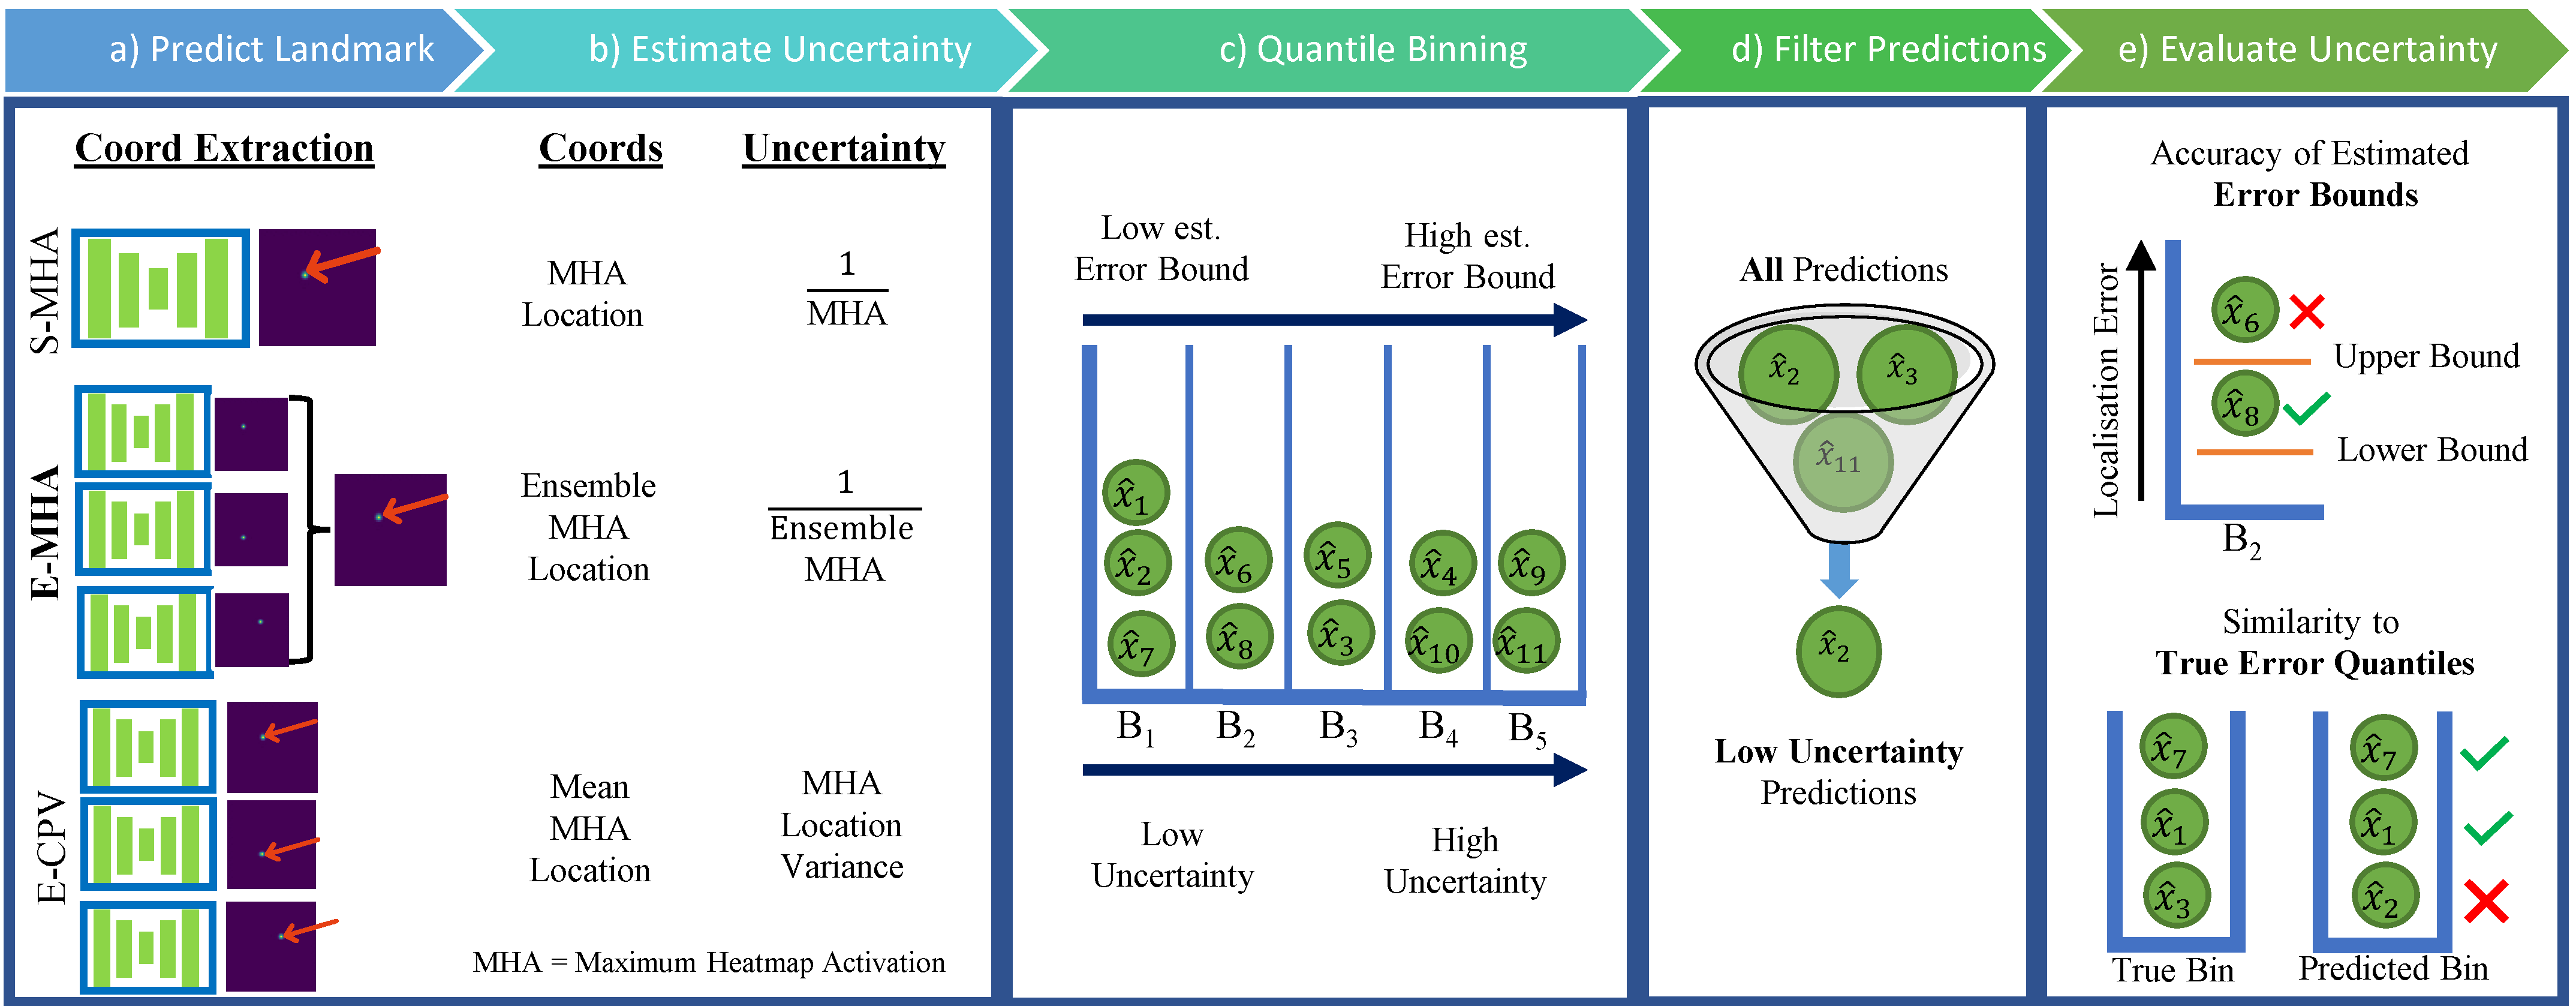 a) Predict Landmark
b) Estimate Uncertainty
c) Quantile Binning
d) Filter Predictions
e) Evaluate Uncertainty
Coord Extraction
Coords
Uncertainty
S-MHA
MHA
Location
1
MHA
E-MHA
Ensemble
MHA
Location
1
Ensemble
MHA
E-CPV
Mean
MHA
Location
MHA
Location
Variance
MHA = Maximum Heatmap Activation
Low est.
Error Bound
High est.
Error Bound
x̂1
x̂2
x̂7
x̂6
x̂8
x̂5
x̂3
x̂4
x̂10
x̂9
x̂11
B1
B2
B3
B4
B5
Low
Uncertainty
High
Uncertainty
All Predictions
x̂2
x̂3
x̂11
x̂2
Low Uncertainty
Predictions
Accuracy of Estimated
Error Bounds
Localisation Error
x̂6
Upper Bound
x̂8
Lower Bound
B2
Similarity to
True Error Quantiles
x̂7
x̂1
x̂3
True Bin
x̂7
x̂1
x̂2
Predicted Bin